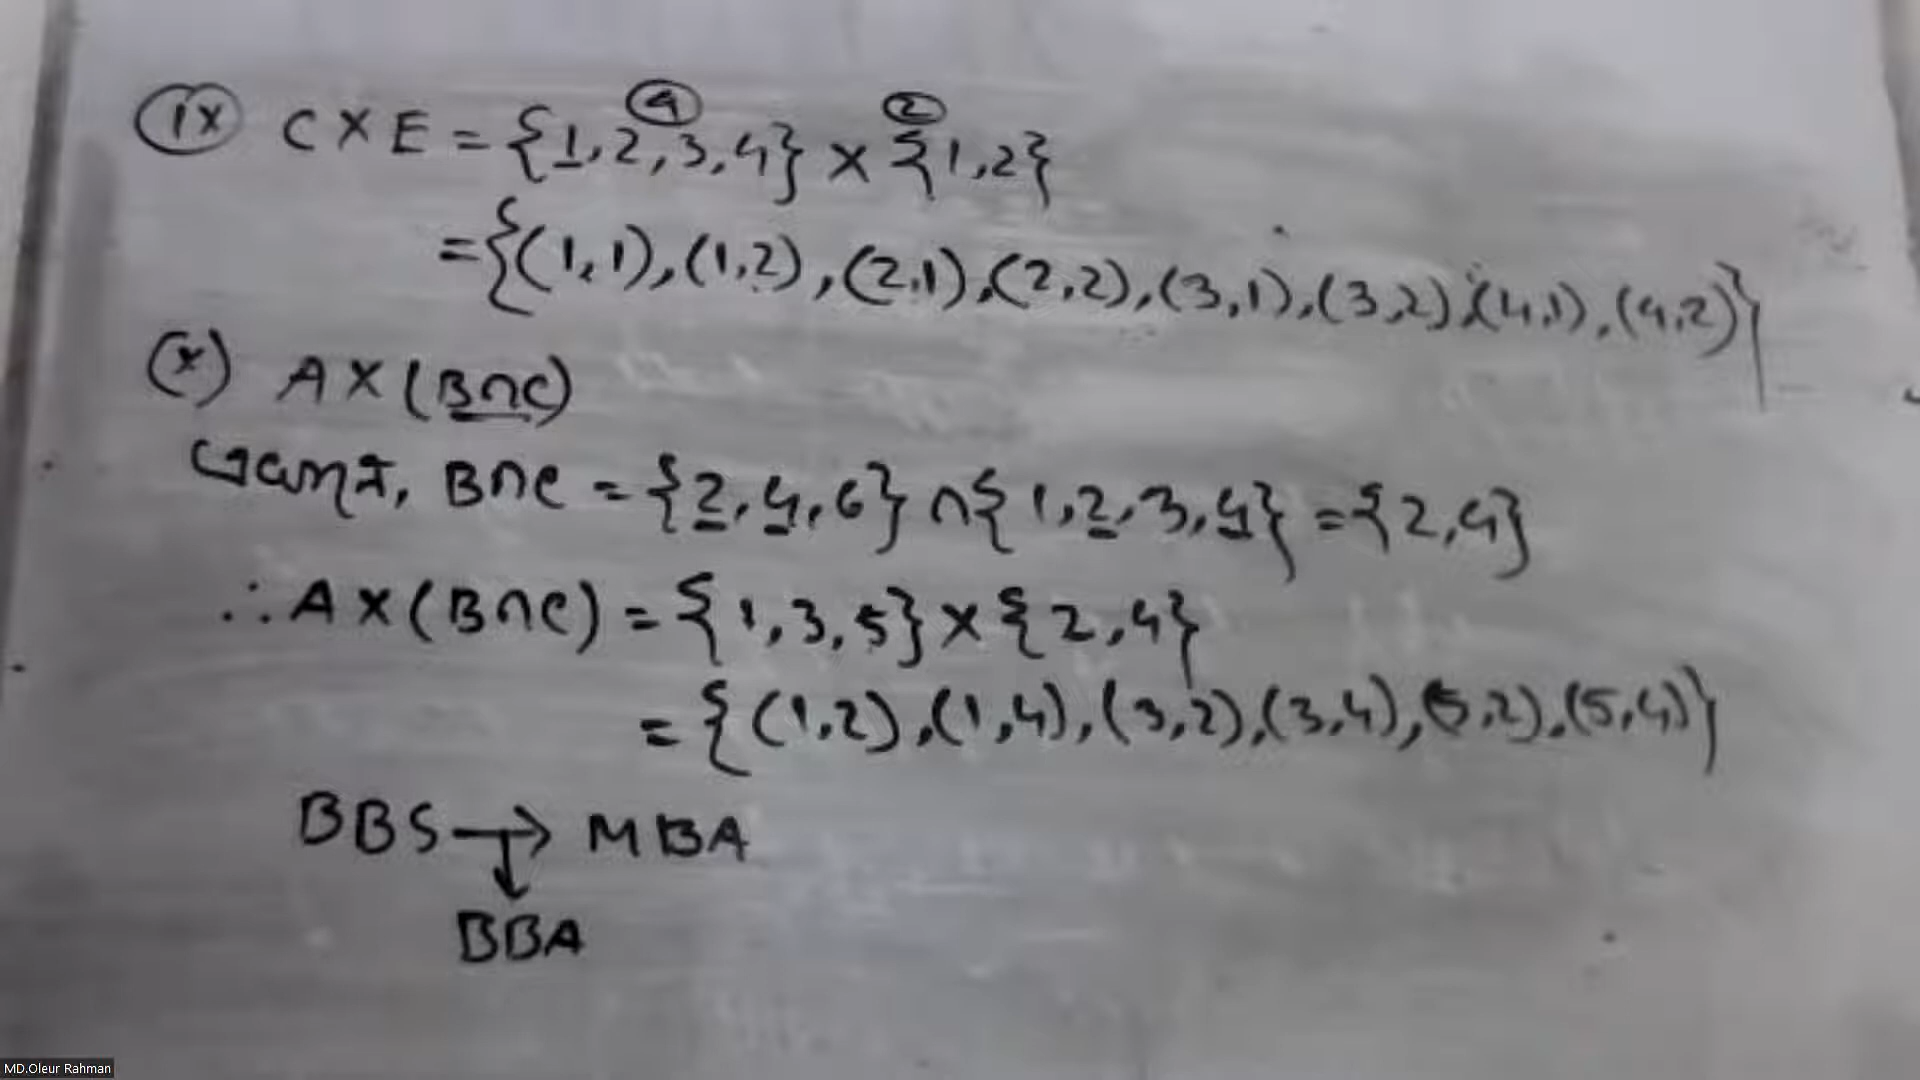 (ix) C × E = {1,2,3,4} × {1,2}
④ ②
= {(1,1),(1,2),(2,1),(2,2),(3,1),(3,2),(4,1),(4,2)}
(x) A × (B∩C)
এখানে, B∩C = {2,4,6} ∩ {1,2,3,4} = {2,4}
∴ A × (B∩C) = {1,3,5} × {2,4}
= {(1,2),(1,4),(3,2),(3,4),(5,2),(5,4)}
BBS → MBA
↓
BBA
MD.Oleur Rahman